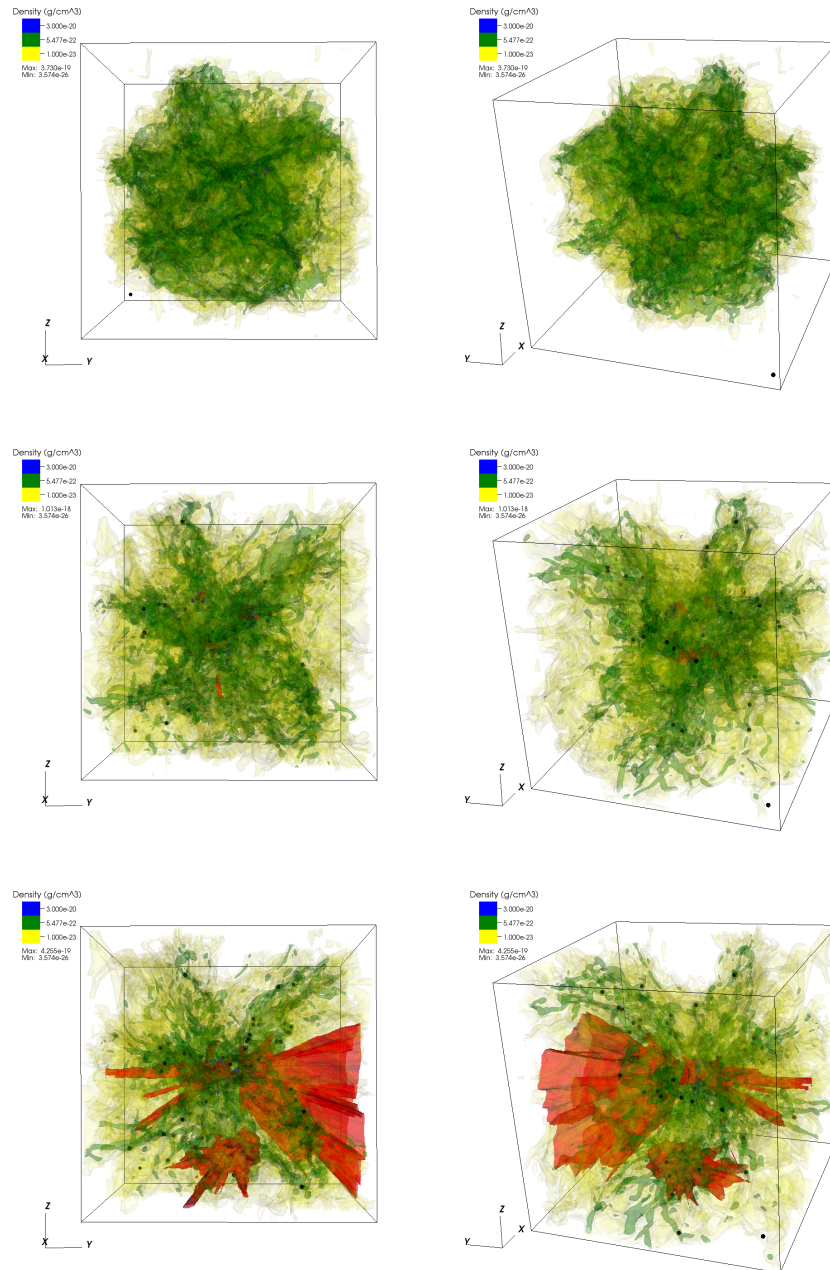 Density (g/cm^3)
3.000e-20
5.477e-22
1.000e-23
Max: 3.730e-19
Min: 3.574e-26
Z
X
Y
Density (g/cm^3)
3.000e-20
5.477e-22
1.000e-23
Max: 3.730e-19
Min: 3.574e-26
Z
X
Y
Density (g/cm^3)
3.000e-20
5.477e-22
1.000e-23
Max: 1.013e-18
Min: 3.574e-26
Z
X
Y
Density (g/cm^3)
3.000e-20
5.477e-22
1.000e-23
Max: 1.013e-18
Min: 3.574e-26
Z
X
Y
Density (g/cm^3)
3.000e-20
5.477e-22
1.000e-23
Max: 4.255e-19
Min: 3.574e-26
Z
X
Y
Density (g/cm^3)
3.000e-20
5.477e-22
1.000e-23
Max: 4.255e-19
Min: 3.574e-26
Z
X
Y